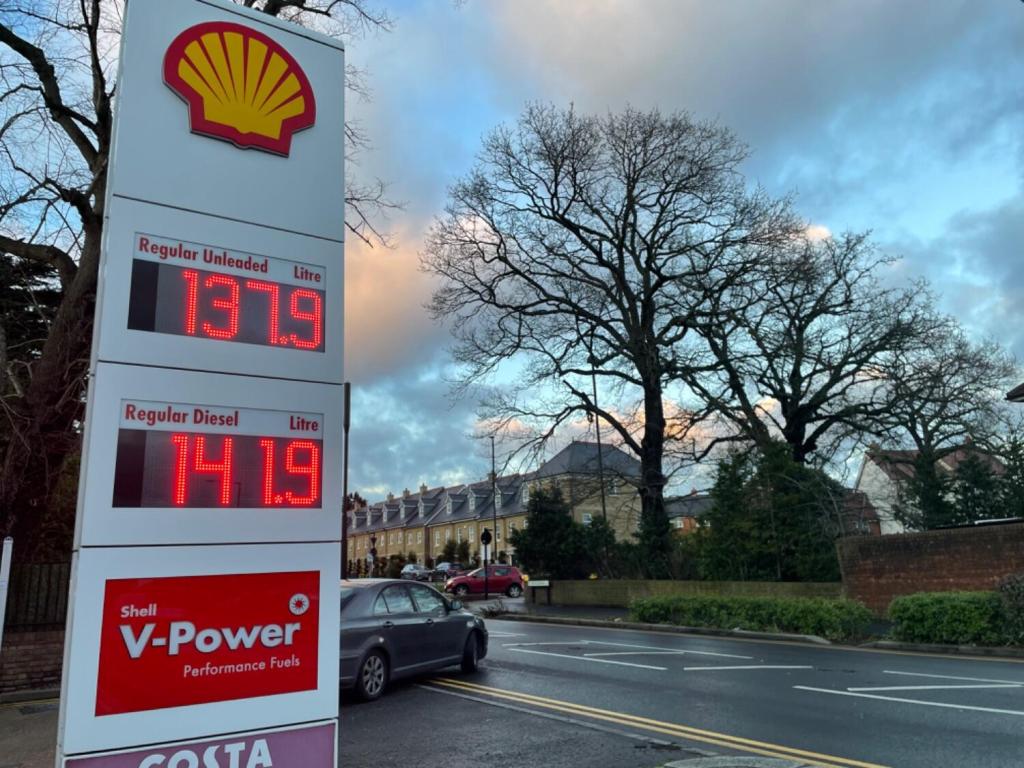 Regular Unleaded Litre
137.9
Regular Diesel Litre
141.9
Shell
V-Power
Performance Fuels
COSTA